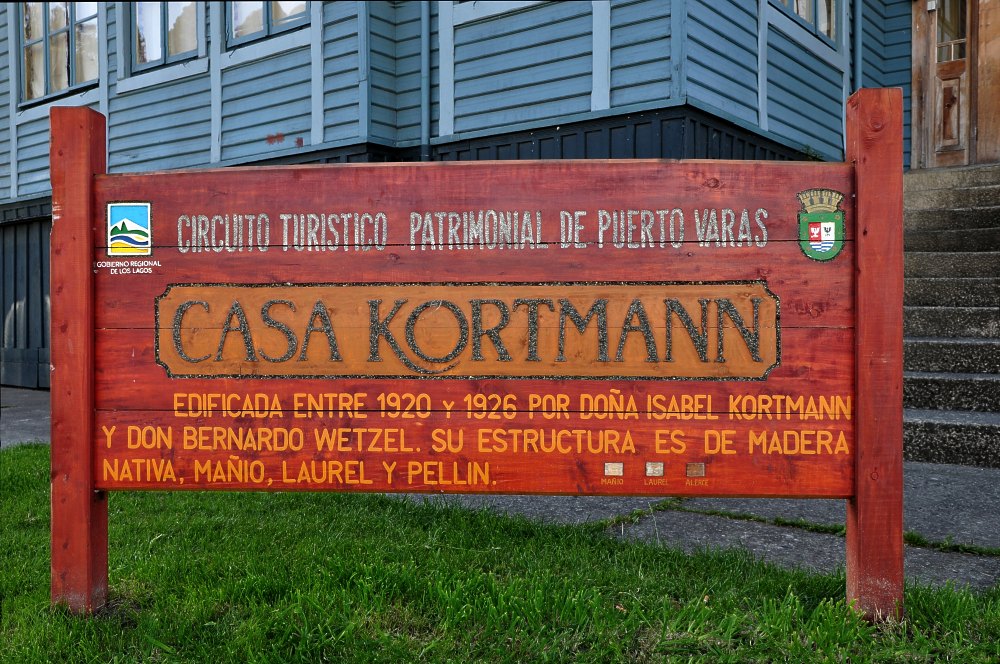 CIRCUITO TURISTICO PATRIMONIAL DE PUERTO VARAS
GOBIERNO REGIONAL
DE LOS LAGOS
CASA KORTMANN
EDIFICADA ENTRE 1920 Y 1926 POR DOÑA ISABEL KORTMANN
Y DON BERNARDO WETZEL. SU ESTRUCTURA ES DE MADERA
NATIVA, MAÑIO, LAUREL Y PELLIN.
MAÑIO LAUREL ALERCE